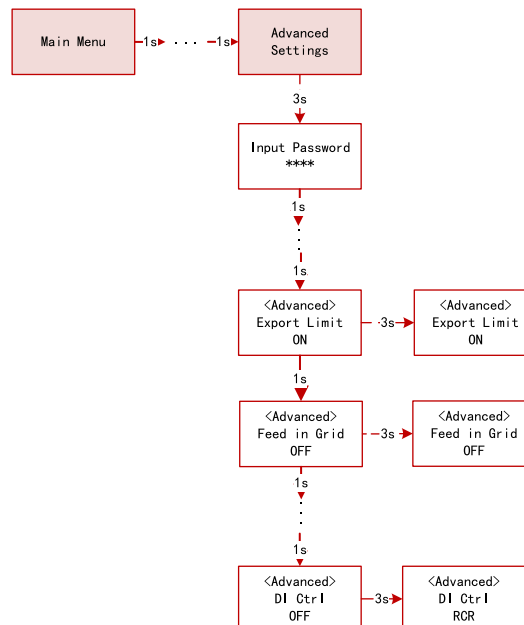 Main Menu
1s
. . .
1s
Advanced
Settings
3s
Input Password
****
1s
. . .
1s
<Advanced>
Export Limit
ON
3s
<Advanced>
Export Limit
ON
1s
<Advanced>
Feed in Grid
OFF
3s
<Advanced>
Feed in Grid
OFF
1s
. . .
1s
<Advanced>
DI Ctrl
OFF
3s
<Advanced>
DI Ctrl
RCR